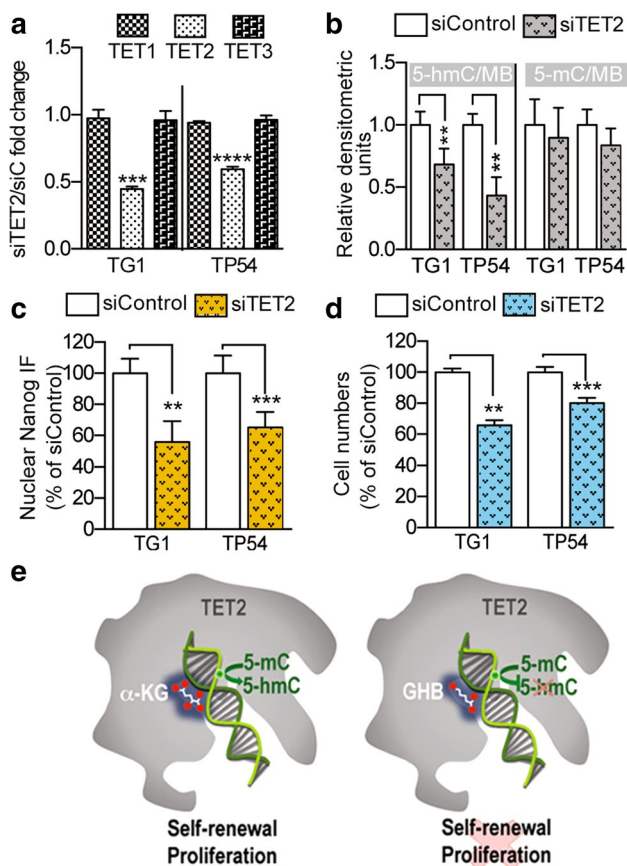 a
TET1 TET2 TET3
siTET2/siC fold change
1.5
1.0
0.5
0.0
***
****
TG1 TP54
b
siControl siTET2
Relative densitometric
units
1.5
1.0
0.5
0.0
5-hmC/MB 5-mC/MB
**
**
TG1 TP54 TG1 TP54
c
siControl siTET2
Nuclear Nanog IF
(% of siControl)
120
100
80
60
40
20
0
**
***
TG1 TP54
d
siControl siTET2
Cell numbers
(% of siControl)
120
100
80
60
40
20
0
**
***
TG1 TP54
e
TET2
5-mC
5-hmC
α-KG
Self-renewal
Proliferation
TET2
5-mC
5-hmC
GHB
Self-renewal
Proliferation